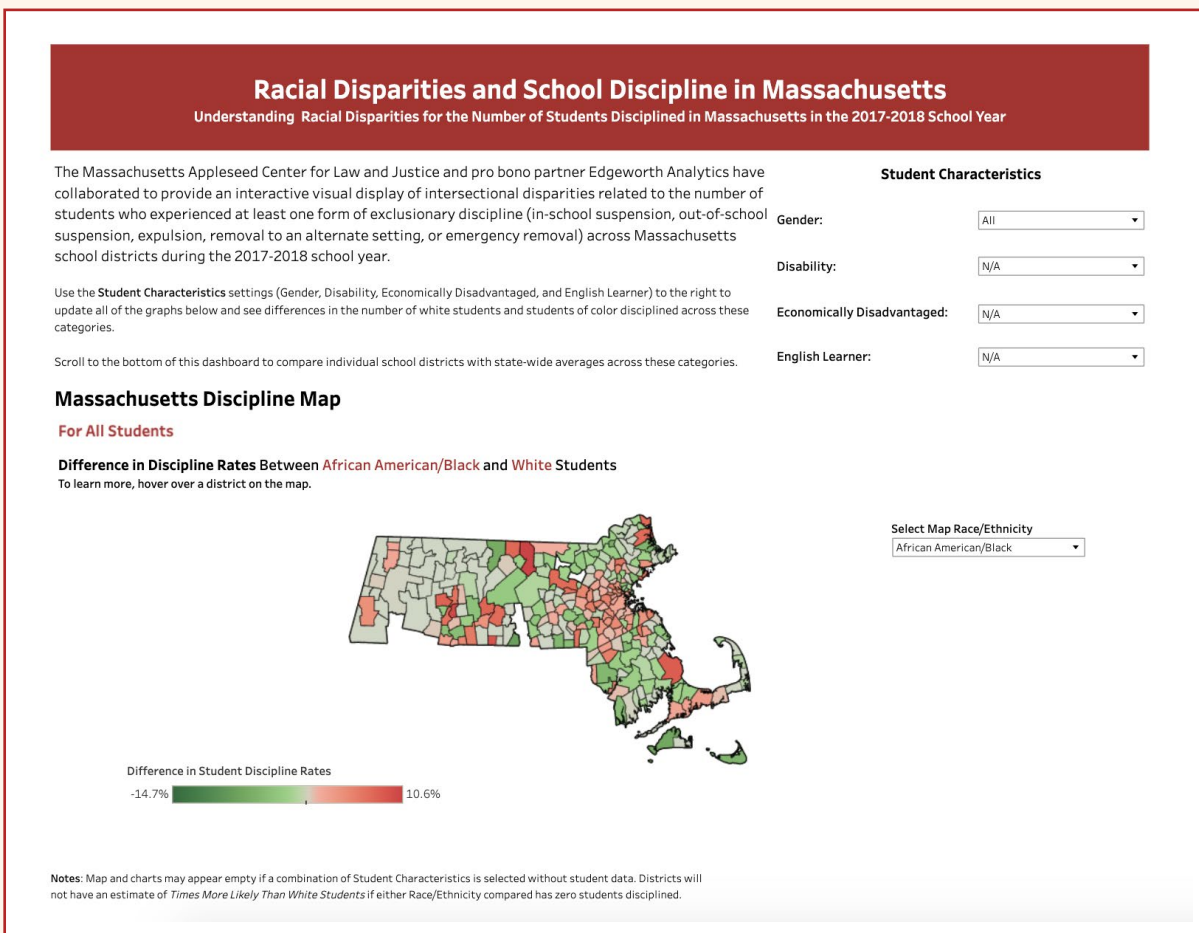 Racial Disparities and School Discipline in Massachusetts
Understanding Racial Disparities for the Number of Students Disciplined in Massachusetts in the 2017-2018 School Year
The Massachusetts Appleseed Center for Law and Justice and pro bono partner Edgeworth Analytics have
collaborated to provide an interactive visual display of intersectional disparities related to the number of
students who experienced at least one form of exclusionary discipline (in-school suspension, out-of-school
suspension, expulsion, removal to an alternate setting, or emergency removal) across Massachusetts
school districts during the 2017-2018 school year.
Use the Student Characteristics settings (Gender, Disability, Economically Disadvantaged, and English Learner) to the right to
update all of the graphs below and see differences in the number of white students and students of color disciplined across these
categories.
Scroll to the bottom of this dashboard to compare individual school districts with state-wide averages across these categories.
Student Characteristics
Gender: All
Disability: N/A
Economically Disadvantaged: N/A
English Learner: N/A
Massachusetts Discipline Map
For All Students
Difference in Discipline Rates Between African American/Black and White Students
To learn more, hover over a district on the map.
Select Map Race/Ethnicity
African American/Black
Difference in Student Discipline Rates
-14.7% 10.6%
Notes: Map and charts may appear empty if a combination of Student Characteristics is selected without student data. Districts will
not have an estimate of Times More Likely Than White Students if either Race/Ethnicity compared has zero students disciplined.